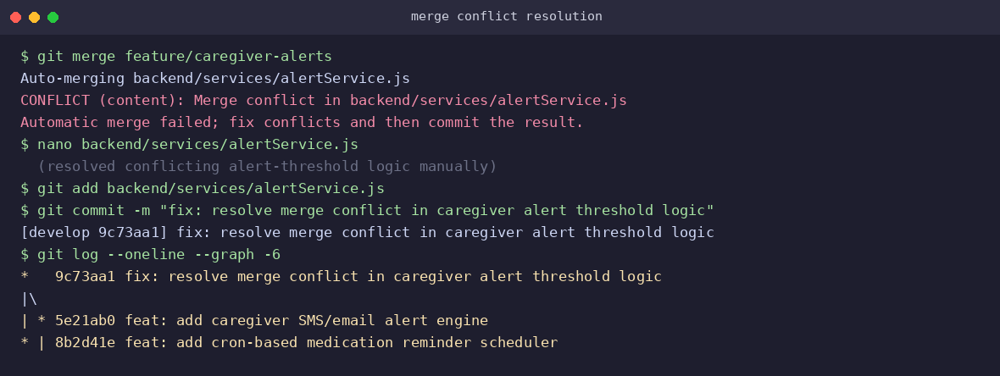 merge conflict resolution
$ git merge feature/caregiver-alerts
Auto-merging backend/services/alertService.js
CONFLICT (content): Merge conflict in backend/services/alertService.js
Automatic merge failed; fix conflicts and then commit the result.
$ nano backend/services/alertService.js
  (resolved conflicting alert-threshold logic manually)
$ git add backend/services/alertService.js
$ git commit -m "fix: resolve merge conflict in caregiver alert threshold logic"
[develop 9c73aa1] fix: resolve merge conflict in caregiver alert threshold logic
$ git log --oneline --graph -6
*   9c73aa1 fix: resolve merge conflict in caregiver alert threshold logic
|\
| * 5e21ab0 feat: add caregiver SMS/email alert engine
* | 8b2d41e feat: add cron-based medication reminder scheduler